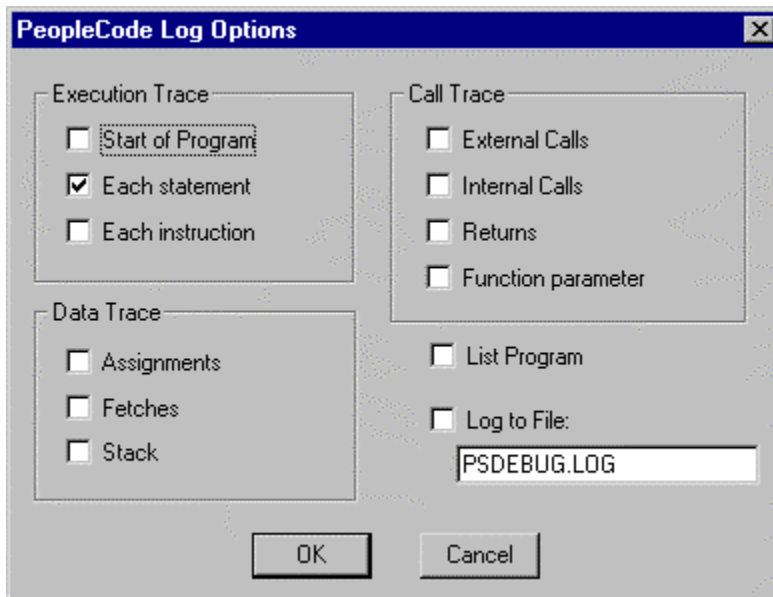 PeopleCode Log Options
Execution Trace
Start of Program
Each statement
Each instruction
Call Trace
External Calls
Internal Calls
Returns
Function parameter
Data Trace
Assignments
Fetches
Stack
List Program
Log to File:
PSDEBUG.LOG
OK
Cancel